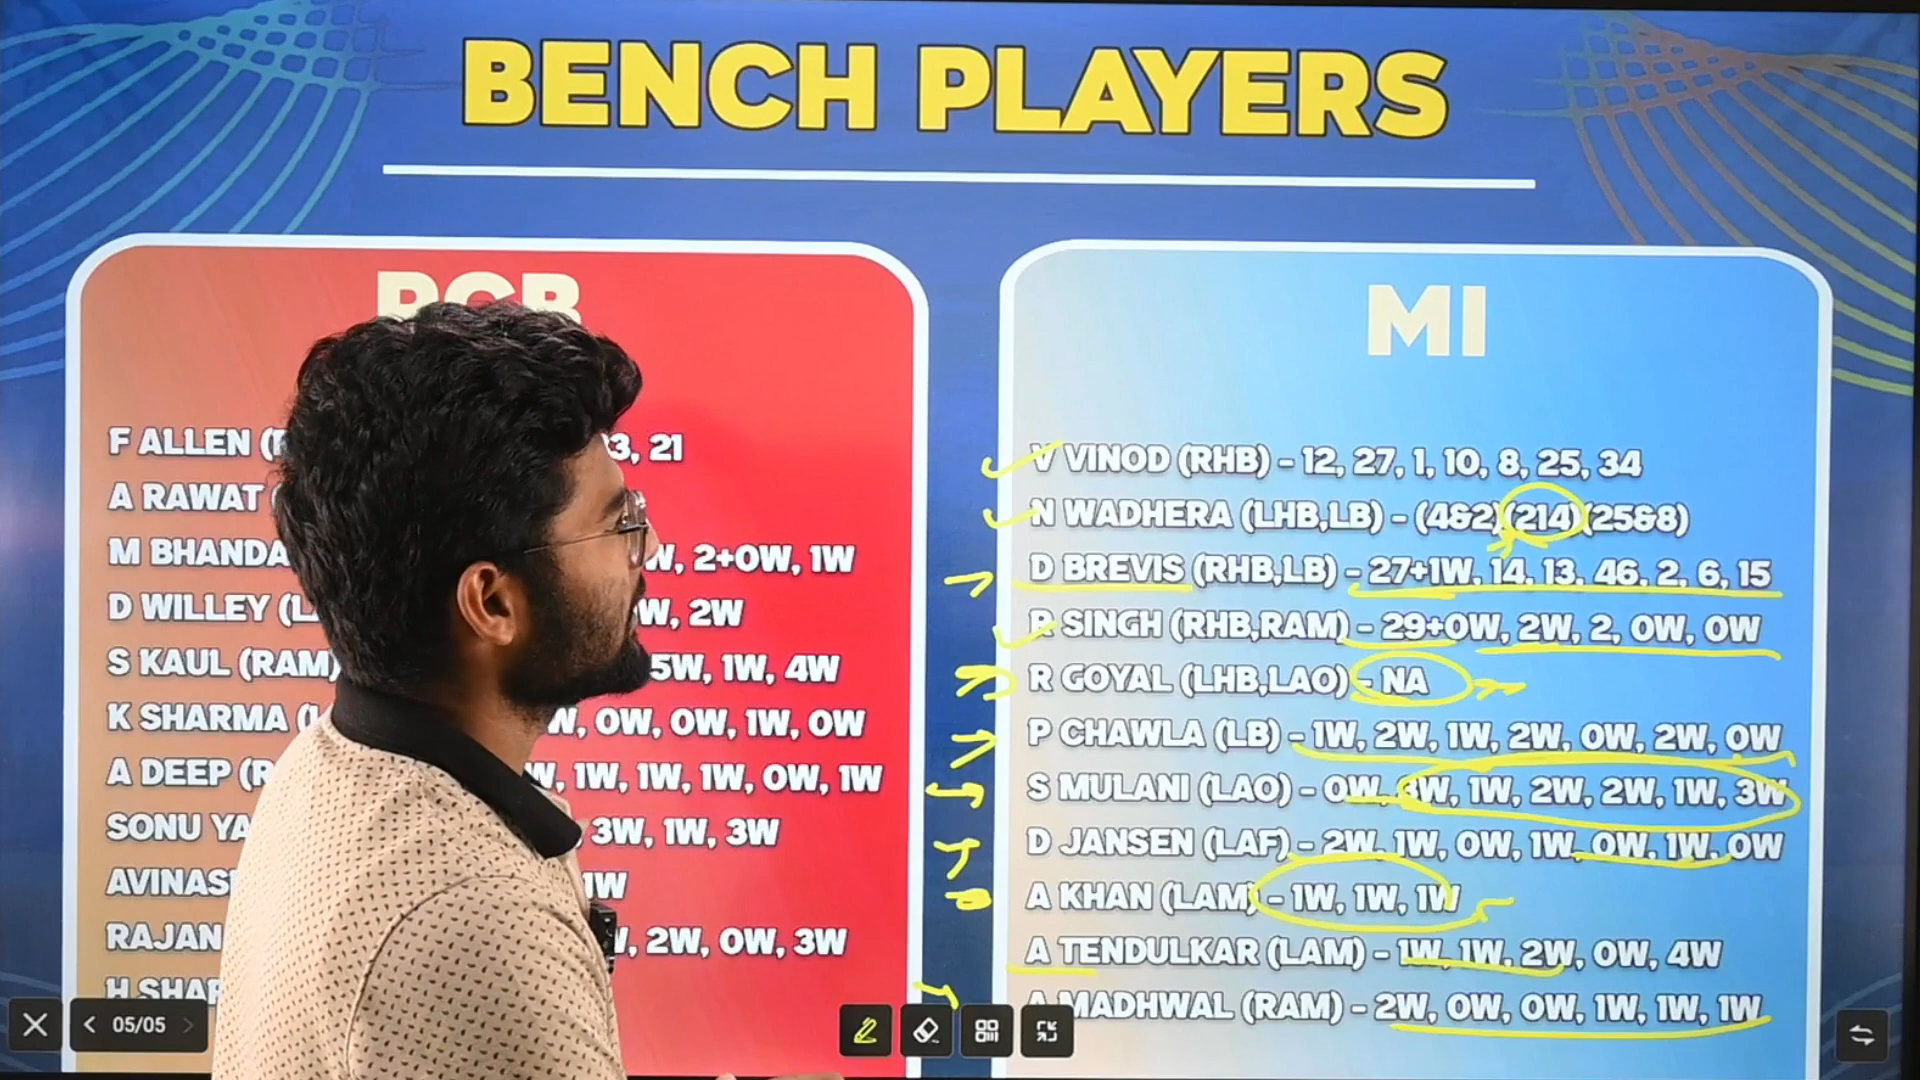 BENCH PLAYERS
RCB
F ALLEN 3, 21
A RAWAT
M BHANDA W, 2+0W, 1W
D WILLEY W, 2W
S KAUL (RAM) 5W, 1W, 4W
K SHARMA W, 0W, 0W, 1W, 0W
A DEEP W, 1W, 1W, 1W, 0W, 1W
SONU YA 3W, 1W, 3W
AVINAS 1W
RAJAN , 2W, 0W, 3W
H SHAR
MI
V VINOD (RHB) - 12, 27, 1, 10, 8, 25, 34
N WADHERA (LHB,LB) - (4&2)(214)(25&8)
D BREVIS (RHB,LB) - 27+1W, 14, 13, 46, 2, 6, 15
R SINGH (RHB,RAM) - 29+0W, 2W, 2, 0W, 0W
R GOYAL (LHB,LAO) - NA
P CHAWLA (LB) - 1W, 2W, 1W, 2W, 0W, 2W, 0W
S MULANI (LAO) - 0W, 3W, 1W, 2W, 2W, 1W, 3W
D JANSEN (LAF) - 2W, 1W, 0W, 1W, 0W, 1W, 0W
A KHAN (LAM) - 1W, 1W, 1W
A TENDULKAR (LAM) - 1W, 1W, 2W, 0W, 4W
A MADHWAL (RAM) - 2W, 0W, 0W, 1W, 1W, 1W
05/05